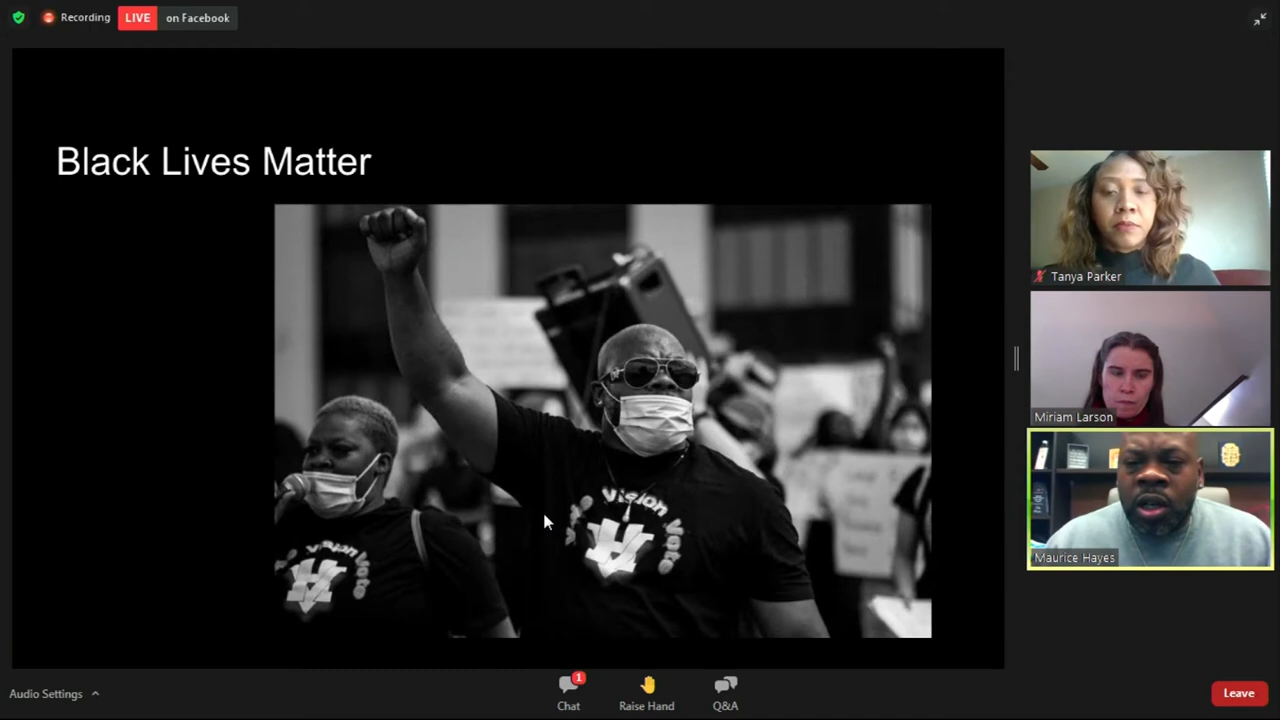 Recording
LIVE on Facebook
Black Lives Matter
Vision Vote
Vision Vote
Tanya Parker
Miriam Larson
Maurice Hayes
Audio Settings
1
Chat
Raise Hand
Q&A
Leave